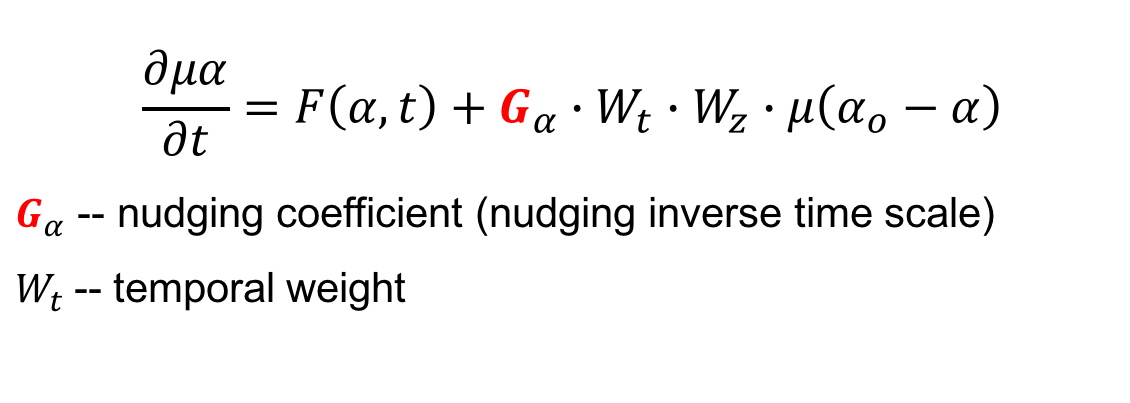 ∂μα/∂t = F(α, t) + G_α · W_t · W_z · μ(α_o − α)
G_α -- nudging coefficient (nudging inverse time scale)
W_t -- temporal weight